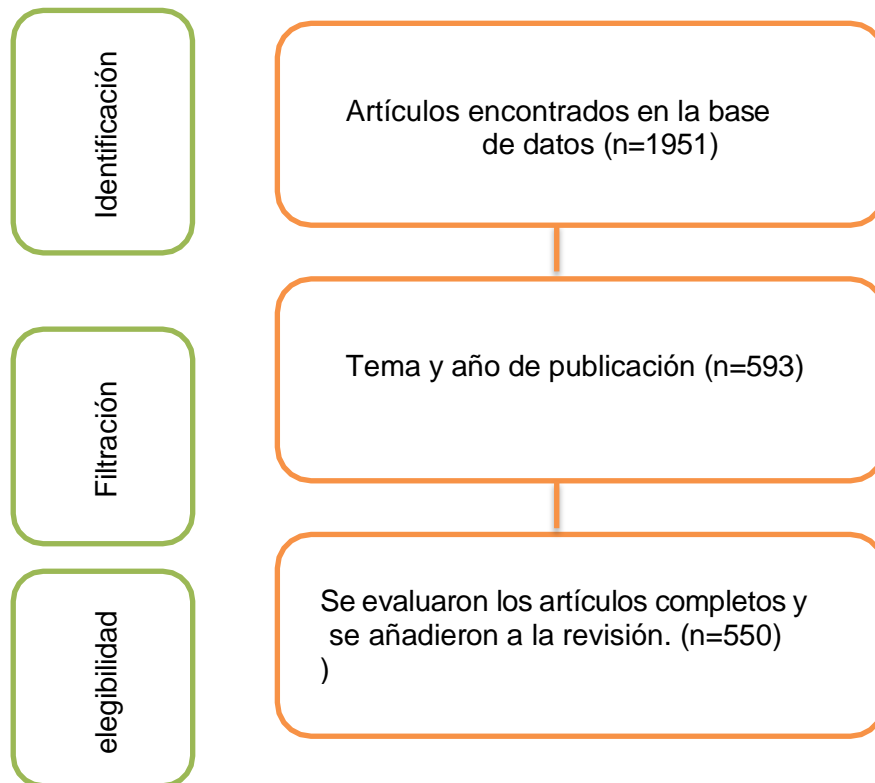 Identificación
Artículos encontrados en la base
de datos (n=1951)
Filtración
Tema y año de publicación (n=593)
elegibilidad
Se evaluaron los artículos completos y
se añadieron a la revisión. (n=550)
)